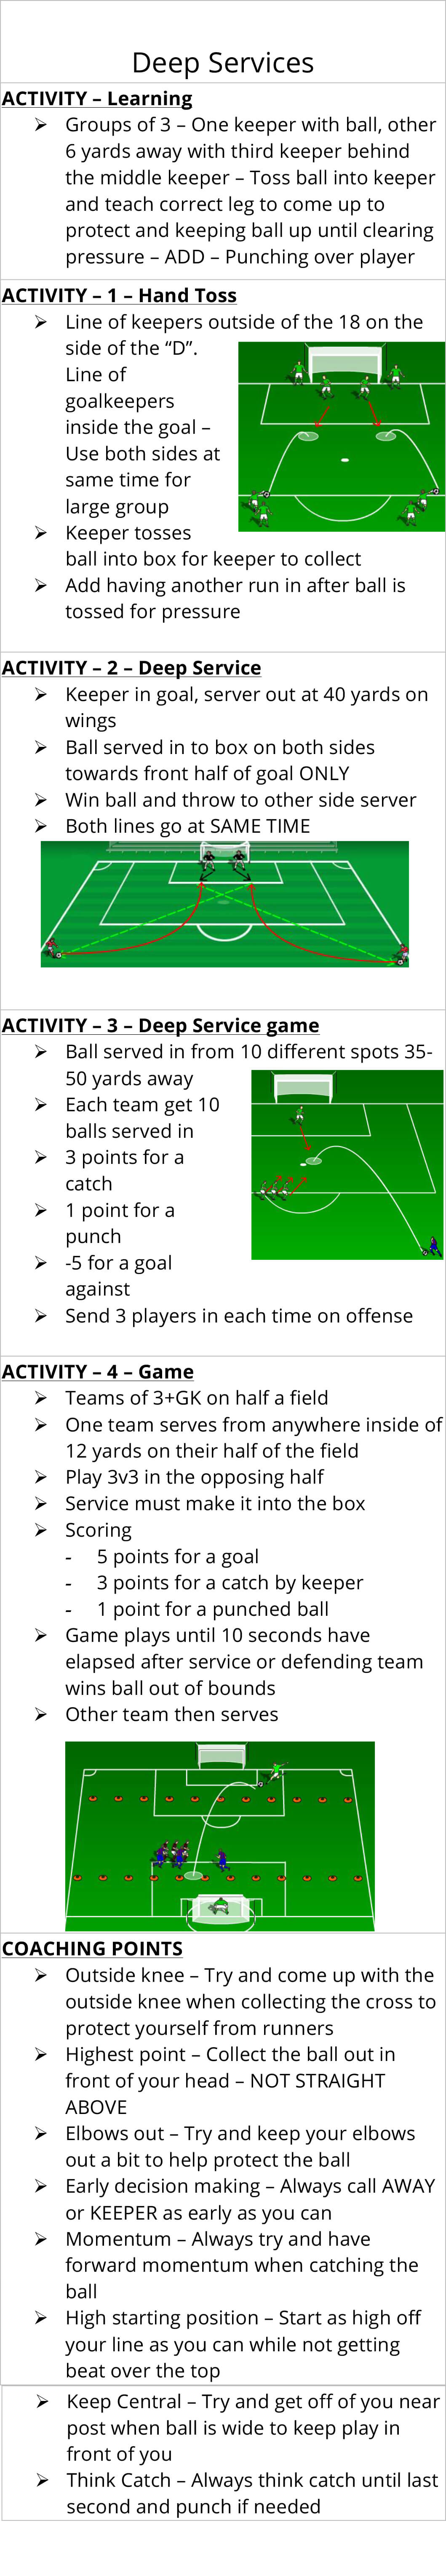 Deep Services
ACTIVITY – Learning
➢ Groups of 3 – One keeper with ball, other
6 yards away with third keeper behind
the middle keeper – Toss ball into keeper
and teach correct leg to come up to
protect and keeping ball up until clearing
pressure – ADD – Punching over player
ACTIVITY – 1 – Hand Toss
➢ Line of keepers outside of the 18 on the
side of the “D”.
Line of
goalkeepers
inside the goal –
Use both sides at
same time for
large group
➢ Keeper tosses
ball into box for keeper to collect
➢ Add having another run in after ball is
tossed for pressure
ACTIVITY – 2 – Deep Service
➢ Keeper in goal, server out at 40 yards on
wings
➢ Ball served in to box on both sides
towards front half of goal ONLY
➢ Win ball and throw to other side server
➢ Both lines go at SAME TIME
ACTIVITY – 3 – Deep Service game
➢ Ball served in from 10 different spots 35-
50 yards away
➢ Each team get 10
balls served in
➢ 3 points for a
catch
➢ 1 point for a
punch
➢ -5 for a goal
against
➢ Send 3 players in each time on offense
ACTIVITY – 4 – Game
➢ Teams of 3+GK on half a field
➢ One team serves from anywhere inside of
12 yards on their half of the field
➢ Play 3v3 in the opposing half
➢ Service must make it into the box
➢ Scoring
- 5 points for a goal
- 3 points for a catch by keeper
- 1 point for a punched ball
➢ Game plays until 10 seconds have
elapsed after service or defending team
wins ball out of bounds
➢ Other team then serves
COACHING POINTS
➢ Outside knee – Try and come up with the
outside knee when collecting the cross to
protect yourself from runners
➢ Highest point – Collect the ball out in
front of your head – NOT STRAIGHT
ABOVE
➢ Elbows out – Try and keep your elbows
out a bit to help protect the ball
➢ Early decision making – Always call AWAY
or KEEPER as early as you can
➢ Momentum – Always try and have
forward momentum when catching the
ball
➢ High starting position – Start as high off
your line as you can while not getting
beat over the top
➢ Keep Central – Try and get off of you near
post when ball is wide to keep play in
front of you
➢ Think Catch – Always think catch until last
second and punch if needed